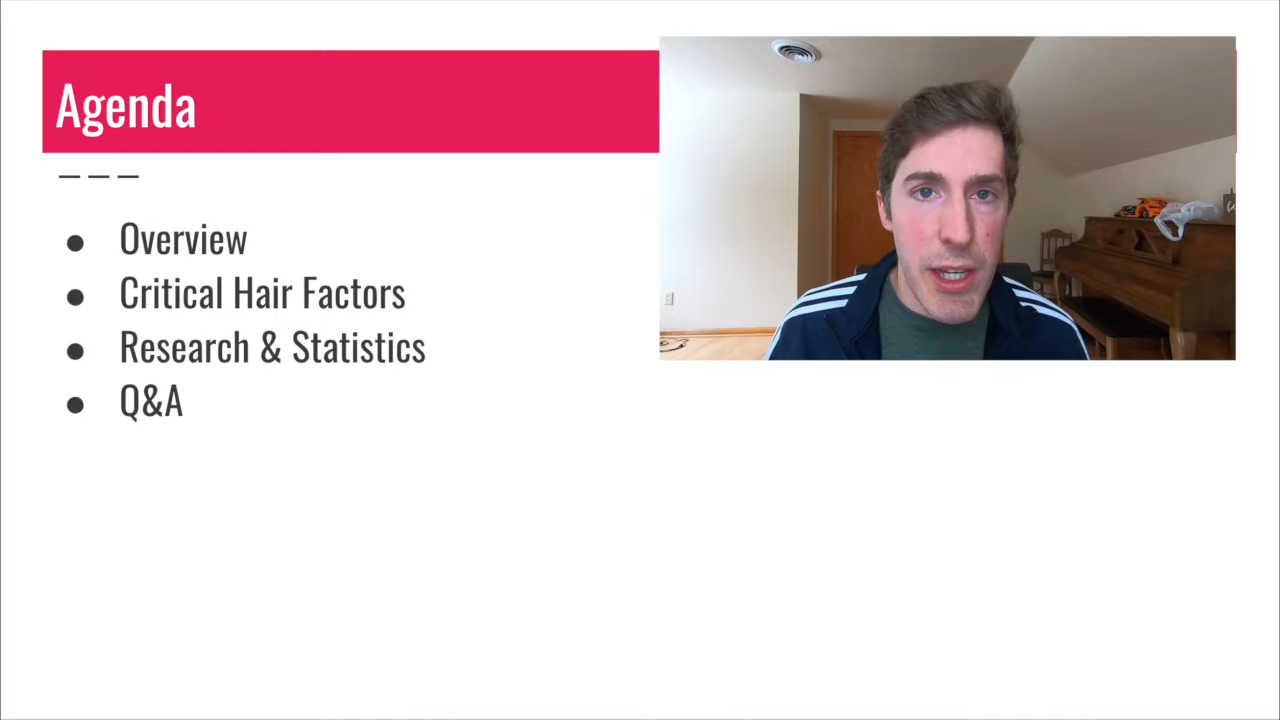 Agenda
Overview
Critical Hair Factors
Research & Statistics
Q&A